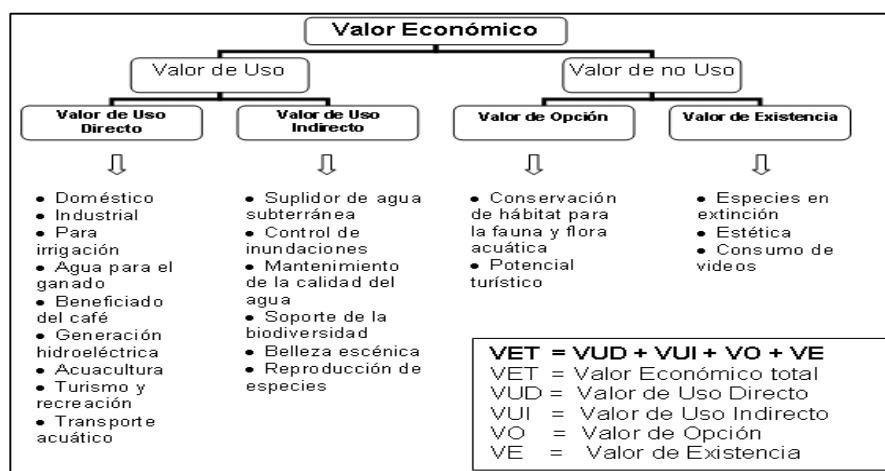 Valor Económico
Valor de Uso
Valor de no Uso
Valor de Uso
Directo
Valor de Uso
Indirecto
Valor de Opción
Valor de Existencia
• Doméstico
• Industrial
• Para
irrigación
• Agua para el
ganado
• Beneficiado
del café
• Generación
hidroeléctrica
• Acuacultura
• Turismo y
recreación
• Transporte
acuático
• Suplidor de agua
subterránea
• Control de
inundaciones
• Mantenimiento
de la calidad del
agua
• Soporte de la
biodiversidad
• Belleza escénica
• Reproducción de
especies
• Conservación
de hábitat para
la fauna y flora
acuática
• Potencial
turístico
• Especies en
extinción
• Estética
• Consumo de
videos
VET = VUD + VUI + VO + VE
VET = Valor Económico total
VUD = Valor de Uso Directo
VUI = Valor de Uso Indirecto
VO = Valor de Opción
VE = Valor de Existencia